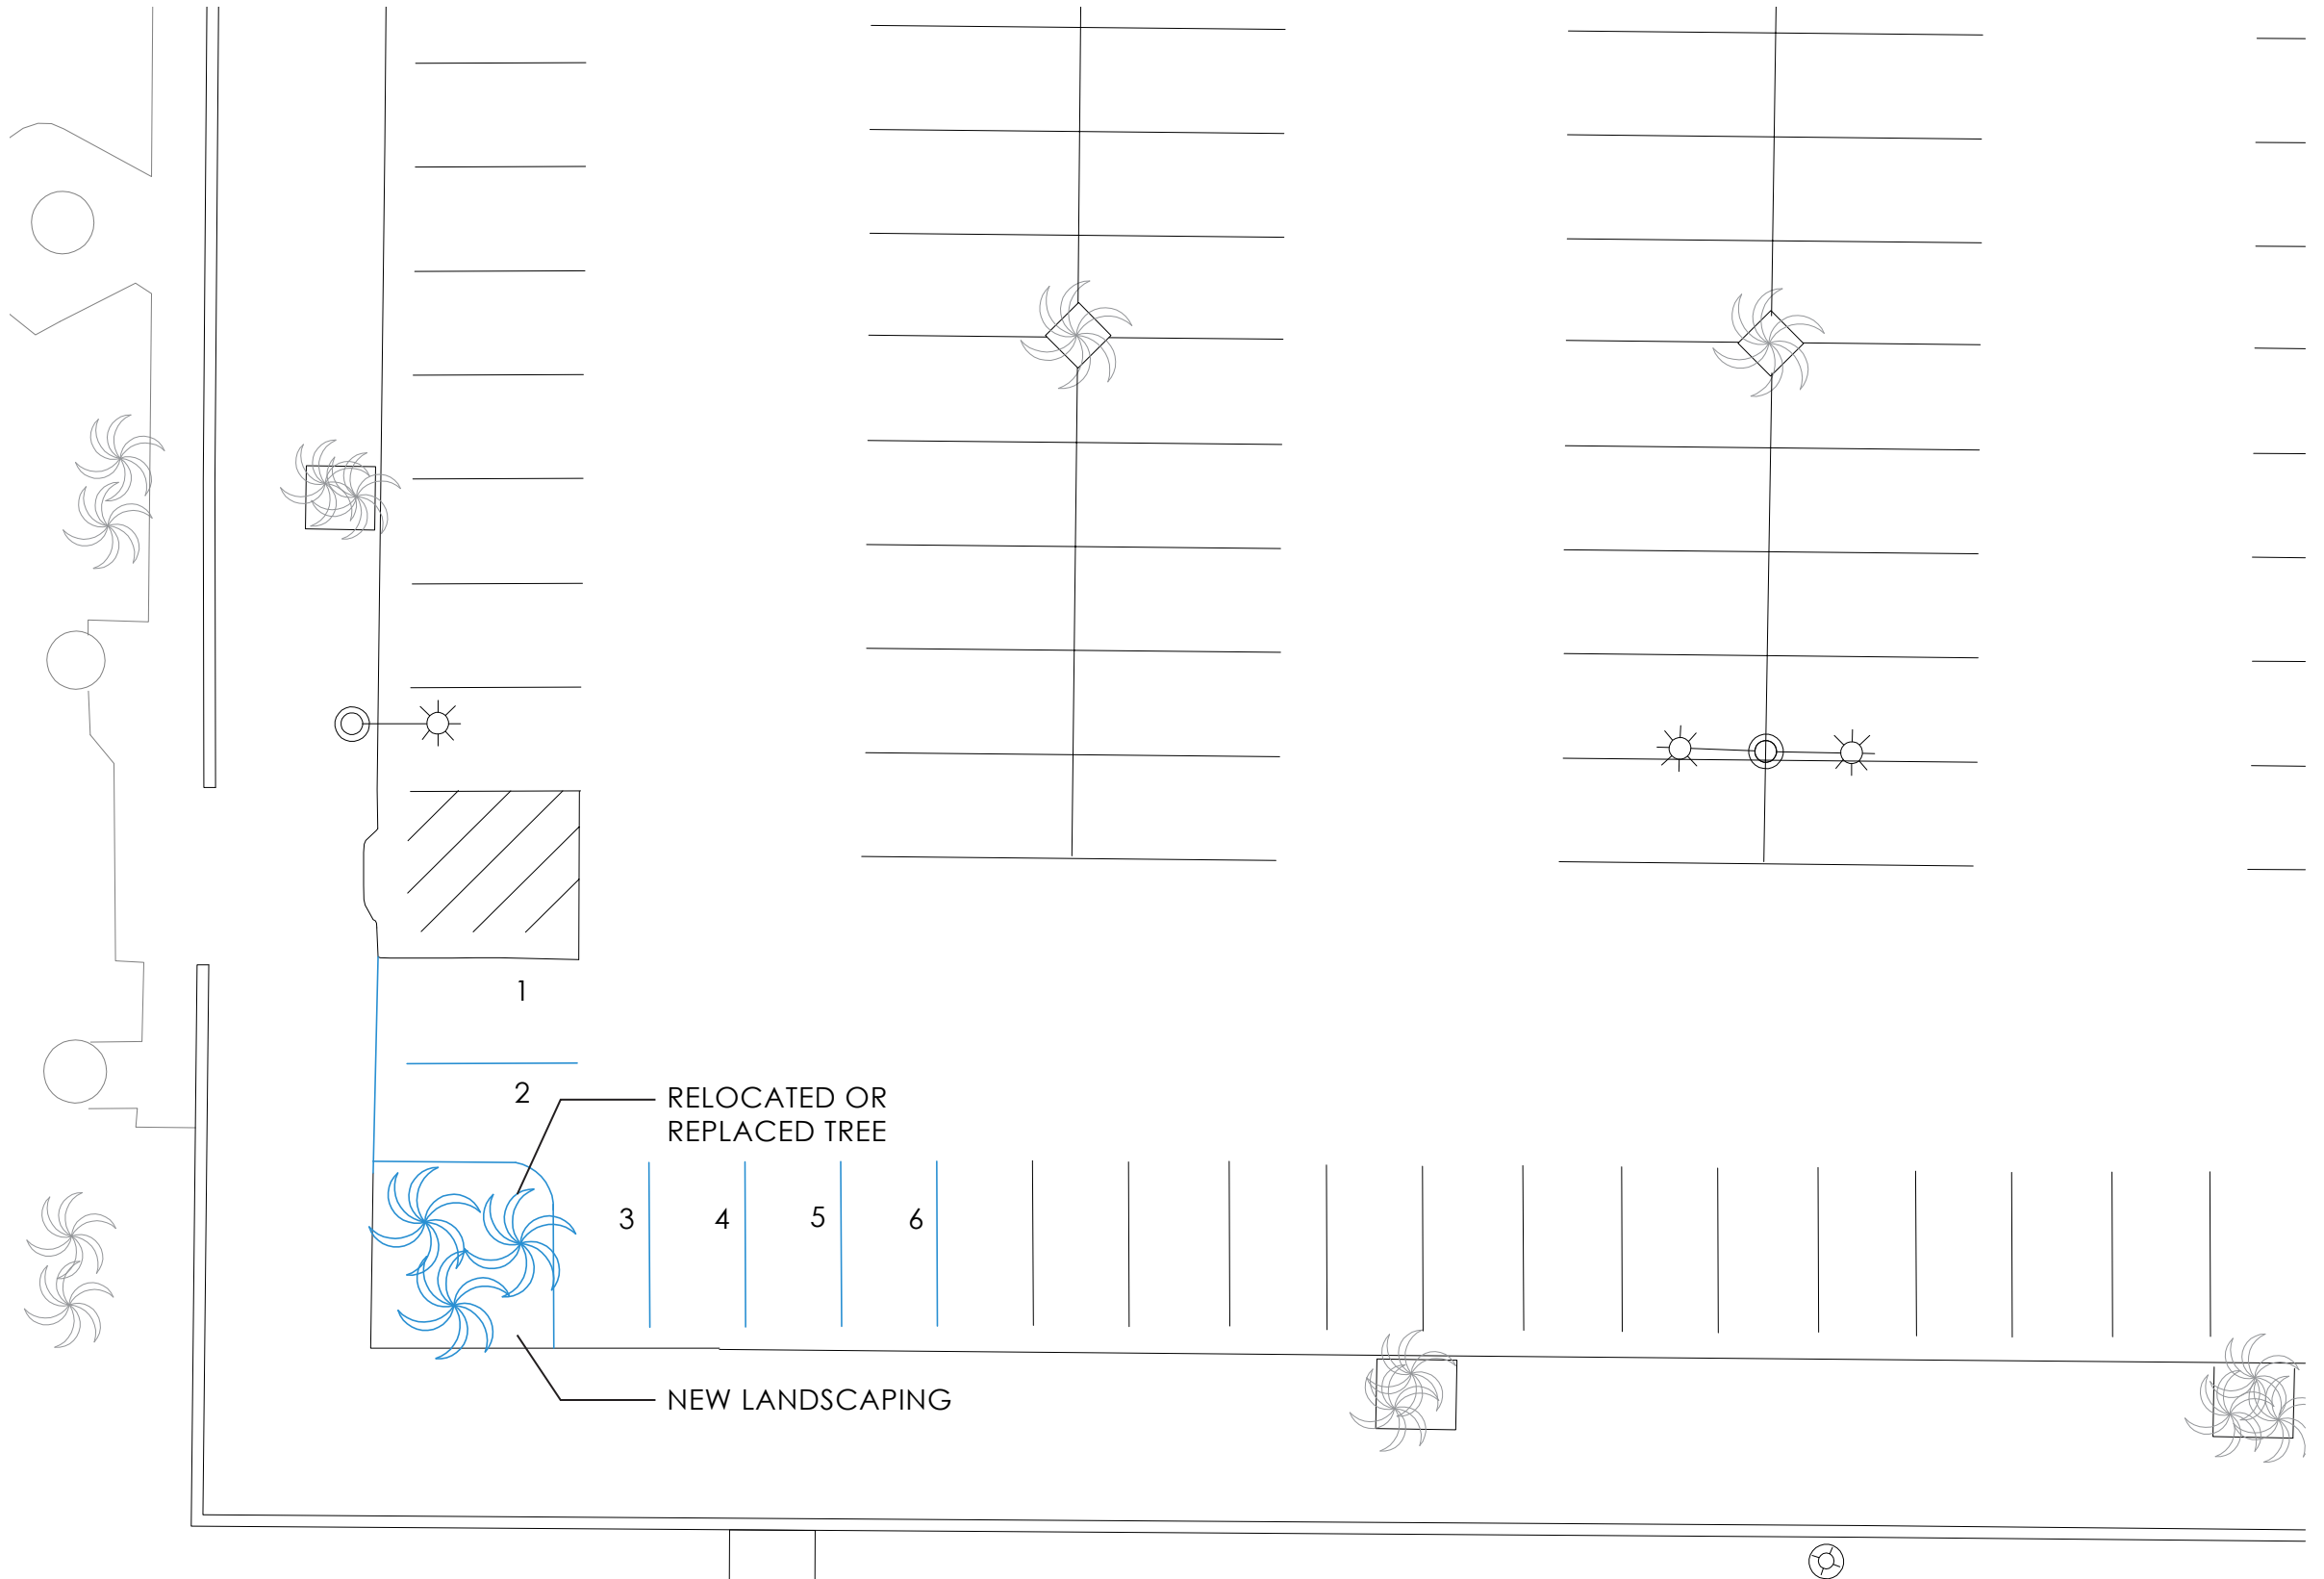 1
2
RELOCATED OR
REPLACED TREE
3 4 5 6
NEW LANDSCAPING